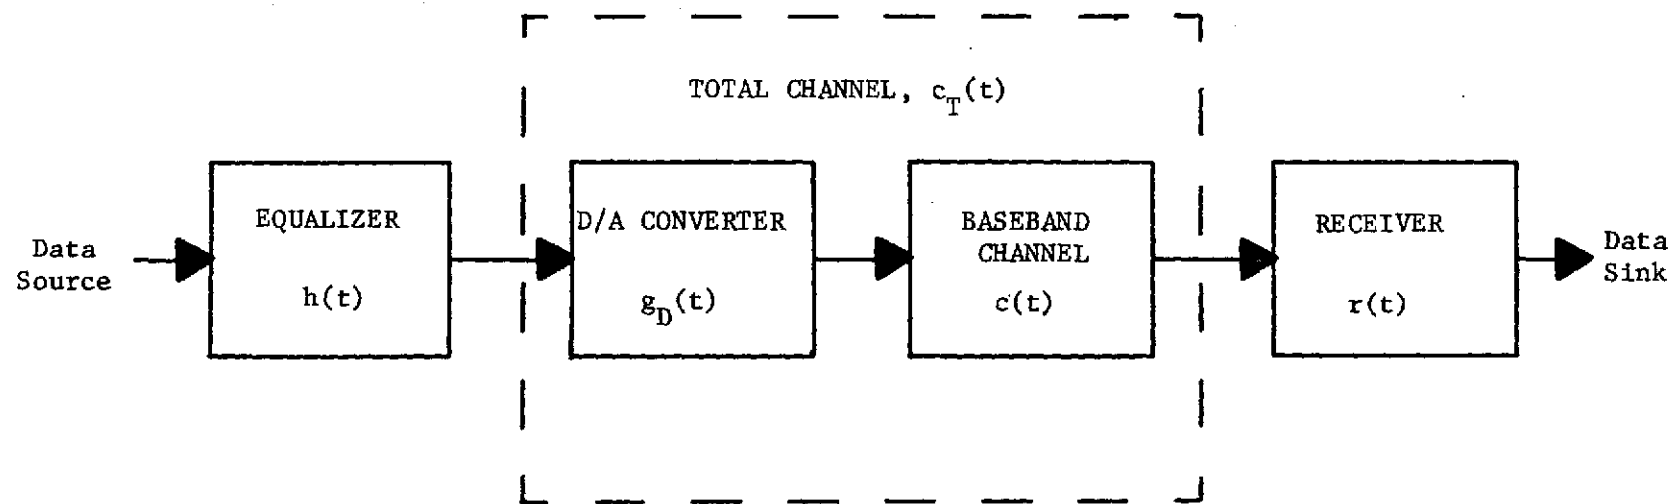 TOTAL CHANNEL, c_T(t)
Data
Source
EQUALIZER
h(t)
D/A CONVERTER
g_D(t)
BASEBAND
CHANNEL
c(t)
RECEIVER
r(t)
Data
Sink